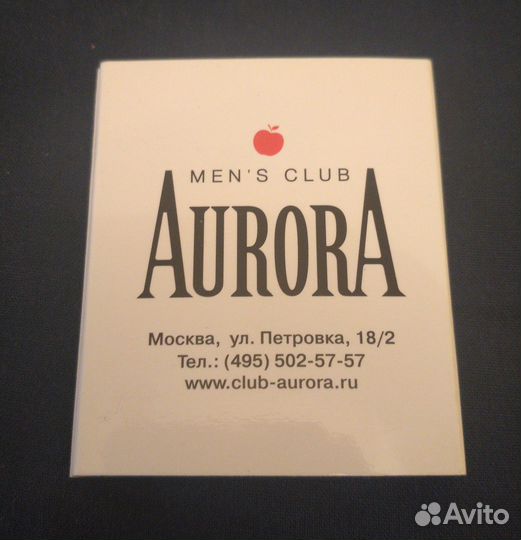 MEN'S CLUB
AURORA
Москва, ул. Петровка, 18/2
Тел.: (495) 502-57-57
www.club-aurora.ru
Avito